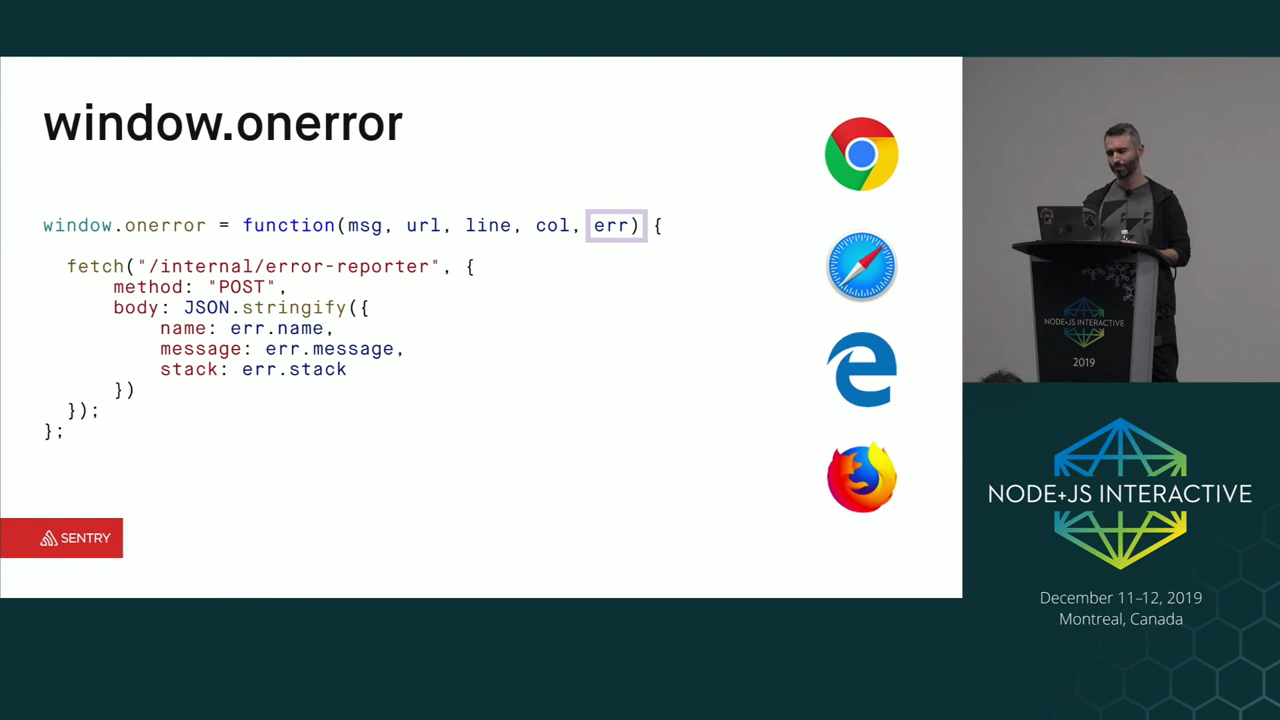 window.onerror
window.onerror = function(msg, url, line, col, err) {
fetch("/internal/error-reporter", {
method: "POST",
body: JSON.stringify({
name: err.name,
message: err.message,
stack: err.stack
})
});
};
SENTRY
NODE+JS INTERACTIVE
2019
NODE+JS INTERACTIVE
December 11–12, 2019
Montreal, Canada